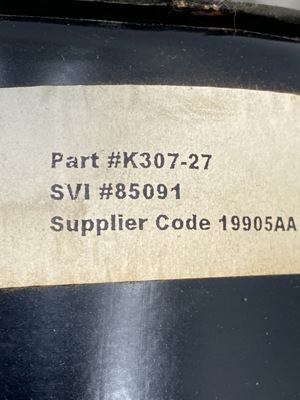 Part #K307-27
SVI #85091
Supplier Code 19905AA